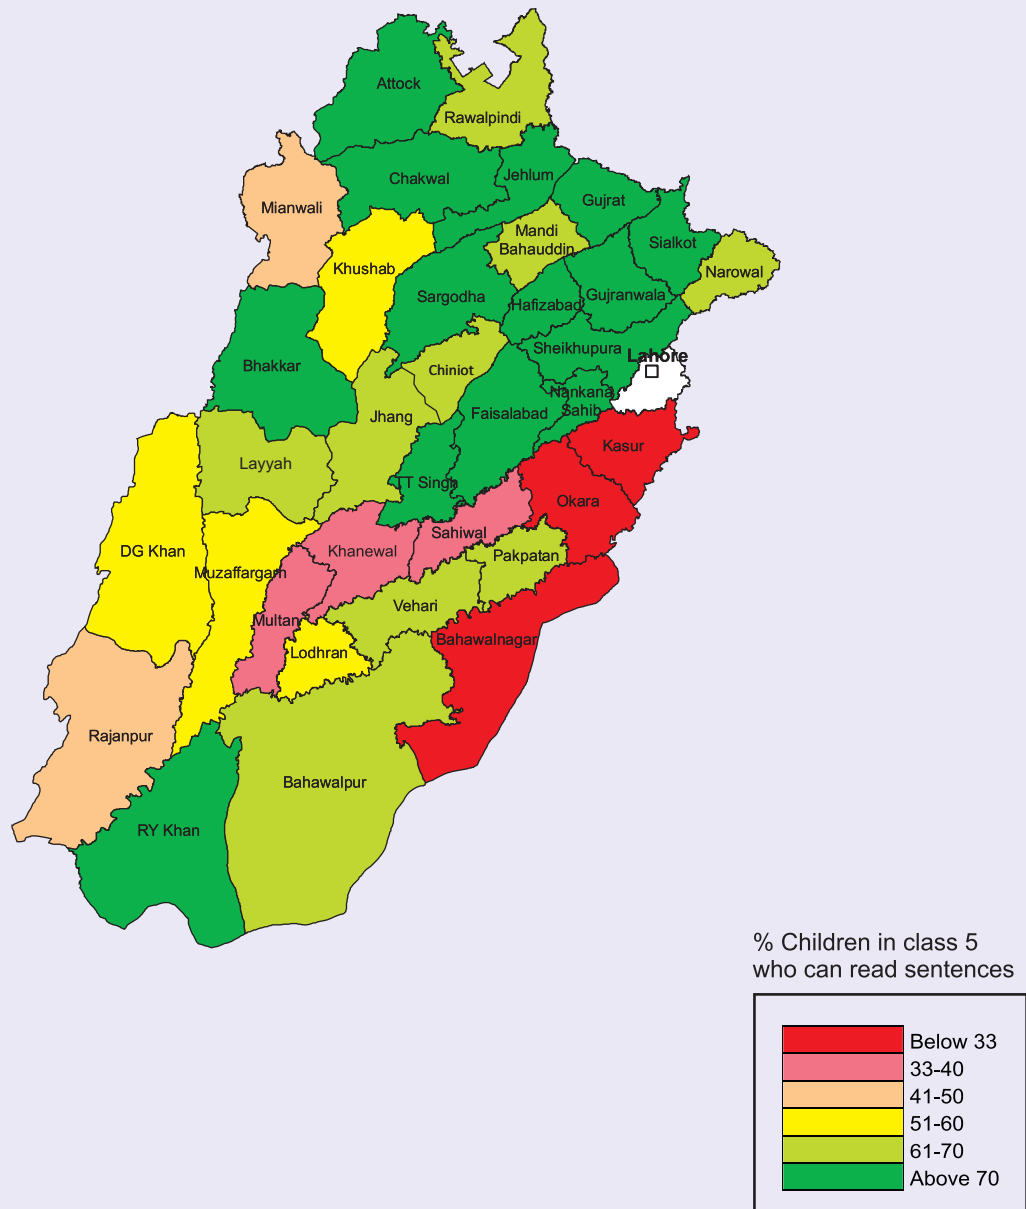 Attock
Rawalpindi
Chakwal
Jehlum
Mianwali
Gujrat
Mandi
Bahauddin
Sialkot
Khushab
Narowal
Sargodha
Hafizabad
Gujranwala
Sheikhupura
Lahore
Bhakkar
Chiniot
Nankana
Sahib
Jhang
Faisalabad
Kasur
Layyah
TT Singh
Okara
Sahiwal
DG Khan
Khanewal
Pakpatan
Muzaffargarh
Vehari
Multan
Bahawalnagar
Lodhran
Rajanpur
Bahawalpur
RY Khan
% Children in class 5
who can read sentences
Below 33
33-40
41-50
51-60
61-70
Above 70